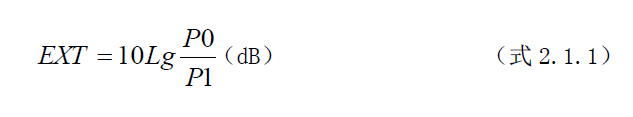 EXT = 10Lg P0/P1 (dB) (式 2.1.1)